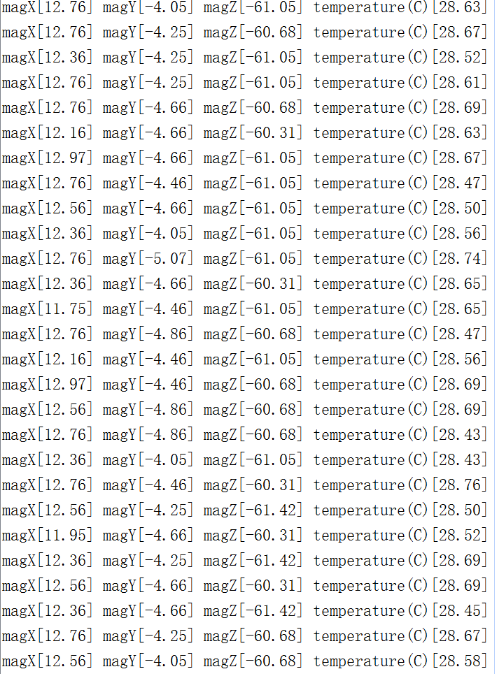 magX[12.76] magY[-4.05] magZ[-61.05] temperature(C)[28.63]
magX[12.76] magY[-4.25] magZ[-60.68] temperature(C)[28.67]
magX[12.36] magY[-4.25] magZ[-61.05] temperature(C)[28.52]
magX[12.76] magY[-4.25] magZ[-61.05] temperature(C)[28.61]
magX[12.76] magY[-4.66] magZ[-60.68] temperature(C)[28.69]
magX[12.16] magY[-4.66] magZ[-60.31] temperature(C)[28.63]
magX[12.97] magY[-4.66] magZ[-61.05] temperature(C)[28.67]
magX[12.76] magY[-4.46] magZ[-61.05] temperature(C)[28.47]
magX[12.56] magY[-4.66] magZ[-61.05] temperature(C)[28.50]
magX[12.36] magY[-4.05] magZ[-61.05] temperature(C)[28.56]
magX[12.76] magY[-5.07] magZ[-61.05] temperature(C)[28.74]
magX[12.36] magY[-4.66] magZ[-60.31] temperature(C)[28.65]
magX[11.75] magY[-4.46] magZ[-61.05] temperature(C)[28.65]
magX[12.76] magY[-4.86] magZ[-60.68] temperature(C)[28.47]
magX[12.16] magY[-4.46] magZ[-61.05] temperature(C)[28.56]
magX[12.97] magY[-4.46] magZ[-60.68] temperature(C)[28.69]
magX[12.56] magY[-4.86] magZ[-60.68] temperature(C)[28.69]
magX[12.76] magY[-4.86] magZ[-60.68] temperature(C)[28.43]
magX[12.36] magY[-4.05] magZ[-61.05] temperature(C)[28.43]
magX[12.76] magY[-4.46] magZ[-60.31] temperature(C)[28.76]
magX[12.56] magY[-4.25] magZ[-61.42] temperature(C)[28.50]
magX[11.95] magY[-4.66] magZ[-60.31] temperature(C)[28.52]
magX[12.36] magY[-4.25] magZ[-61.42] temperature(C)[28.69]
magX[12.56] magY[-4.66] magZ[-60.31] temperature(C)[28.69]
magX[12.36] magY[-4.66] magZ[-61.42] temperature(C)[28.45]
magX[12.76] magY[-4.25] magZ[-60.68] temperature(C)[28.67]
magX[12.56] magY[-4.05] magZ[-60.68] temperature(C)[28.58]